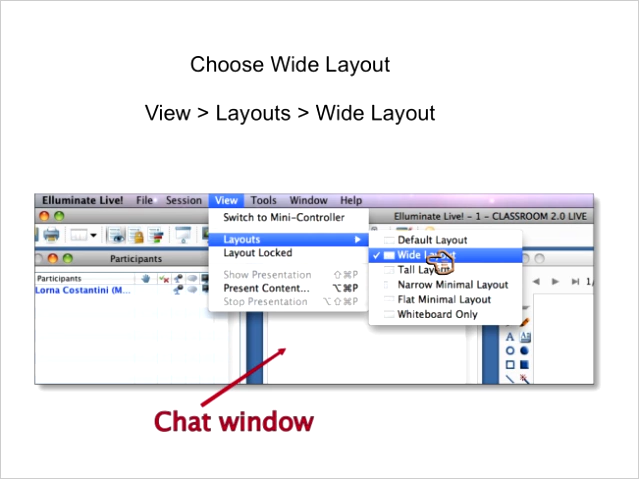 Choose Wide Layout
View > Layouts > Wide Layout
Elluminate Live! File Session View Tools Window Help
Switch to Mini-Controller
Elluminate Live! - 1 - CLASSROOM 2.0 LIVE
Layouts
Default Layout
Participants
Layout Locked
Wide
Tall
Participants
Show Presentation ⇧⌘P
Narrow Minimal Layout
Lorna Costantini (M...
Present Content... ⌥⌘P
Flat Minimal Layout
Stop Presentation ⌥⇧⌘P
Whiteboard Only
A A
Chat window